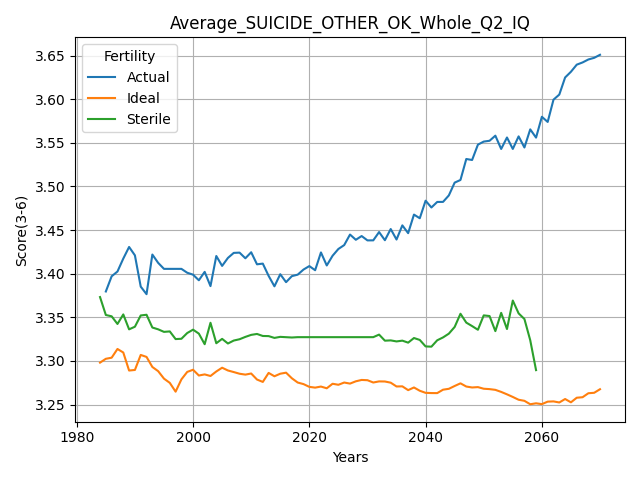 Average_SUICIDE_OTHER_OK_Whole_Q2_IQ
Fertility
Actual
Ideal
Sterile
3.65
3.60
3.55
3.50
3.45
3.40
3.35
3.30
3.25
Score(3-6)
1980
2000
2020
2040
2060
Years